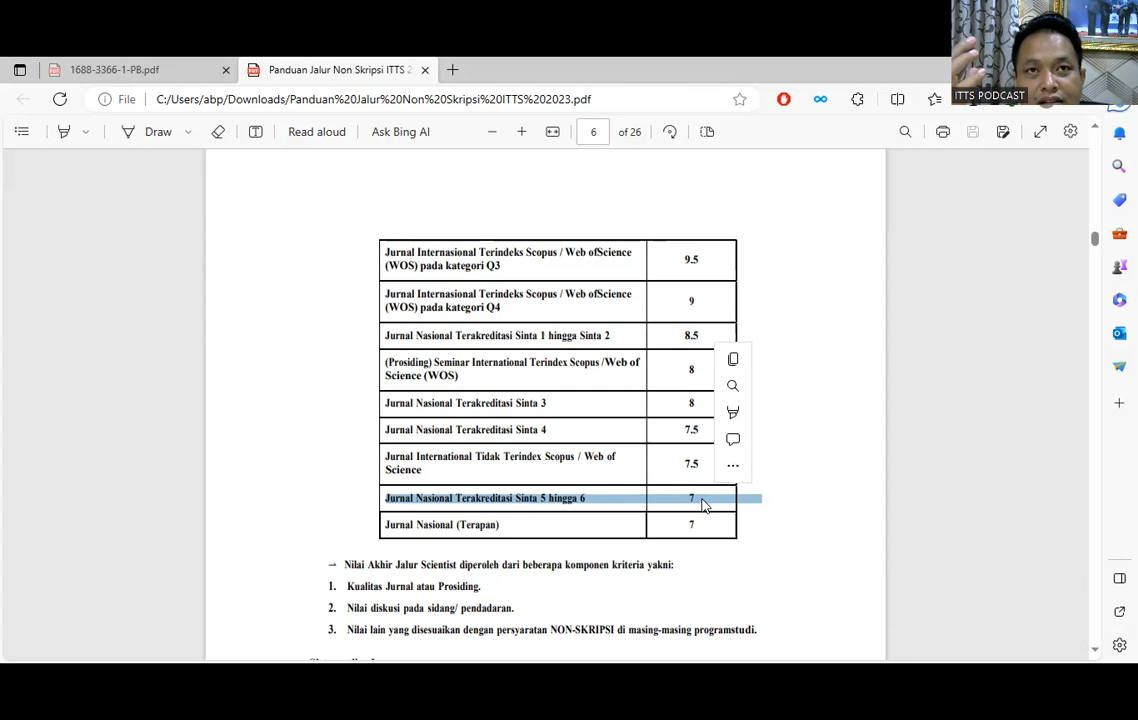 1688-3366-1-PB.pdf
Panduan Jalur Non Skripsi ITTS 2
ITTS PODCAST
File
C:/Users/abp/Downloads/Panduan%20Jalur%20Non%20Skripsi%20ITTS%202023.pdf
Draw
Read aloud
Ask Bing AI
6
of 26
Jurnal Internasional Terindeks Scopus / Web ofScience
(WOS) pada kategori Q3
9.5
Jurnal Internasional Terindeks Scopus / Web ofScience
(WOS) pada kategori Q4
9
Jurnal Nasional Terakreditasi Sinta 1 hingga Sinta 2
8.5
(Prosiding) Seminar International Terindex Scopus /Web of
Science (WOS)
8
Jurnal Nasional Terakreditasi Sinta 3
8
Jurnal Nasional Terakreditasi Sinta 4
7.5
Jurnal International Tidak Terindex Scopus / Web of
Science
7.5
Jurnal Nasional Terakreditasi Sinta 5 hingga 6
7
Jurnal Nasional (Terapan)
7
→ Nilai Akhir Jalur Scientist diperoleh dari beberapa komponen kriteria yakni:
1. Kualitas Jurnal atau Prosiding.
2. Nilai diskusi pada sidang/ pendadaran.
3. Nilai lain yang disesuaikan dengan persyaratan NON-SKRIPSI di masing-masing programstudi.